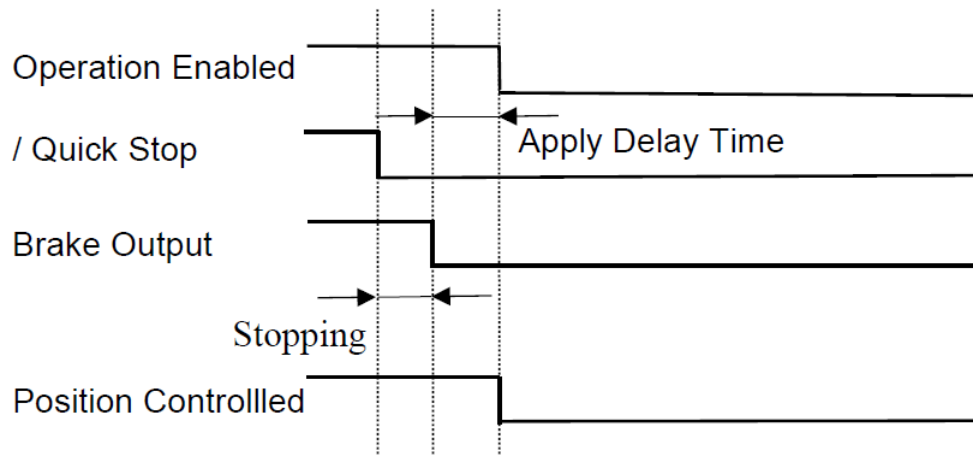 Operation Enabled
/ Quick Stop
Apply Delay Time
Brake Output
Stopping
Position Controllled